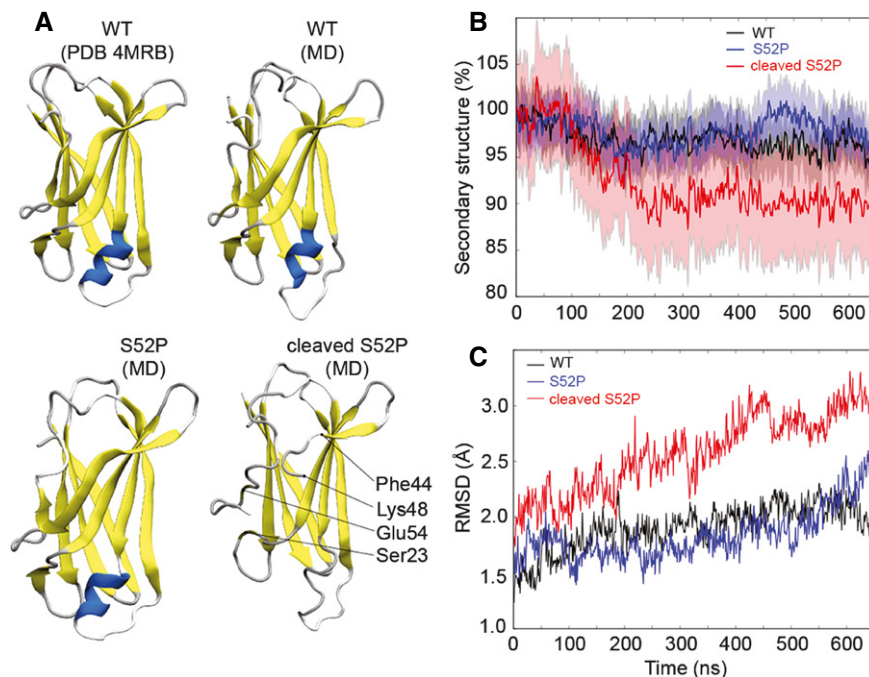 A
WT
(PDB 4MRB)
WT
(MD)
S52P
(MD)
cleaved S52P
(MD)
Phe44
Lys48
Glu54
Ser23
B
Secondary structure (%)
105
100
95
90
85
80
WT
S52P
cleaved S52P
0 100 200 300 400 500 600
C
RMSD (Å)
3.0
2.5
2.0
1.5
1.0
WT
S52P
cleaved S52P
0 100 200 300 400 500 600
Time (ns)